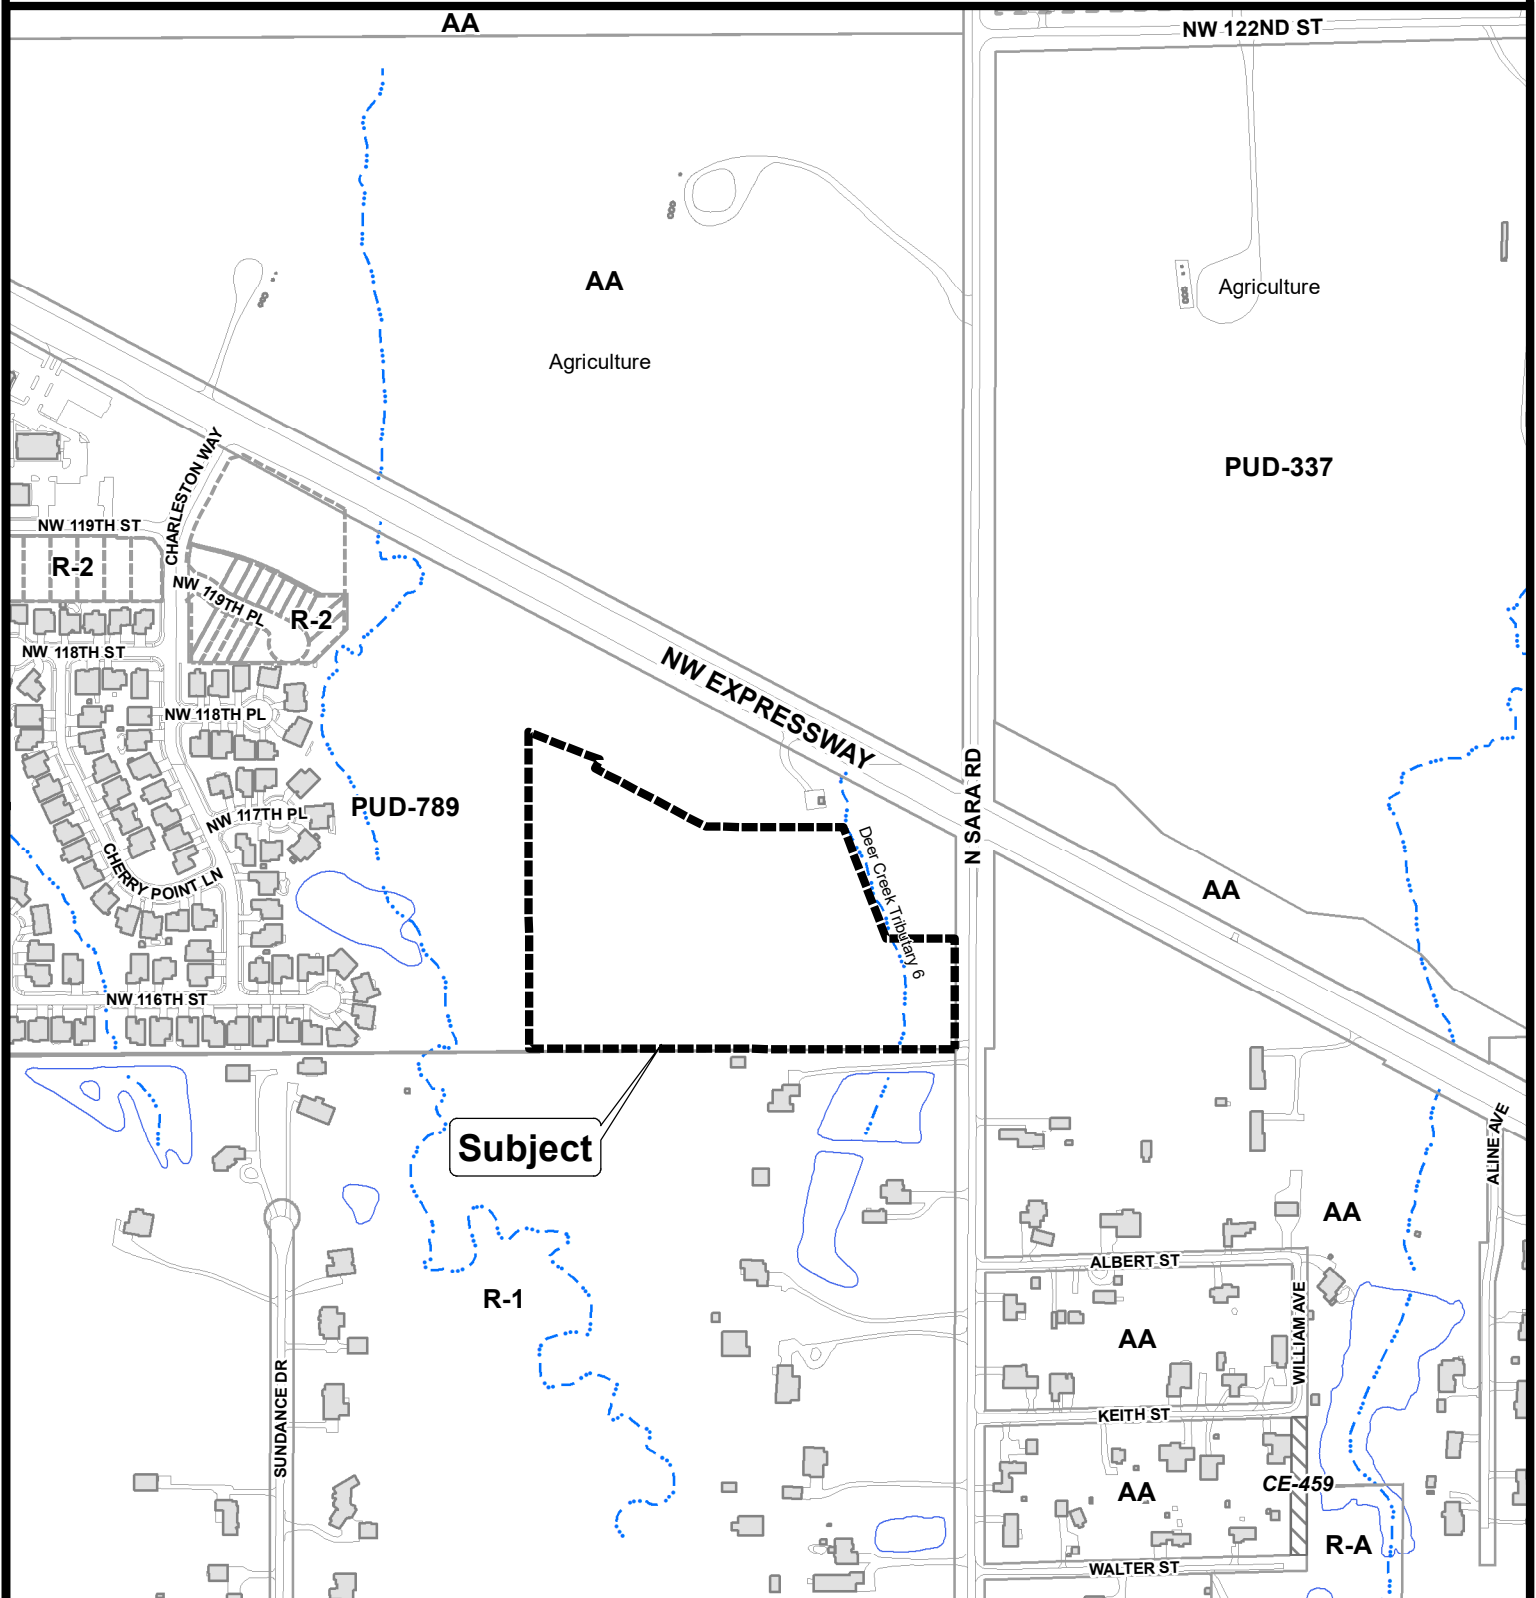 AA
NW 122ND ST
AA
Agriculture
Agriculture
PUD-337
CHARLESTON WAY
NW 119TH ST
R-2
NW 119TH PL
R-2
NW 118TH ST
NW EXPRESSWAY
NW 118TH PL
N SARA RD
PUD-789
NW 117TH PL
CHERRY POINT LN
Deer Creek Tributary 6
AA
NW 116TH ST
Subject
ALINE AVE
AA
ALBERT ST
R-1
WILLIAM AVE
AA
SUNDANCE DR
KEITH ST
CE-459
AA
R-A
WALTER ST